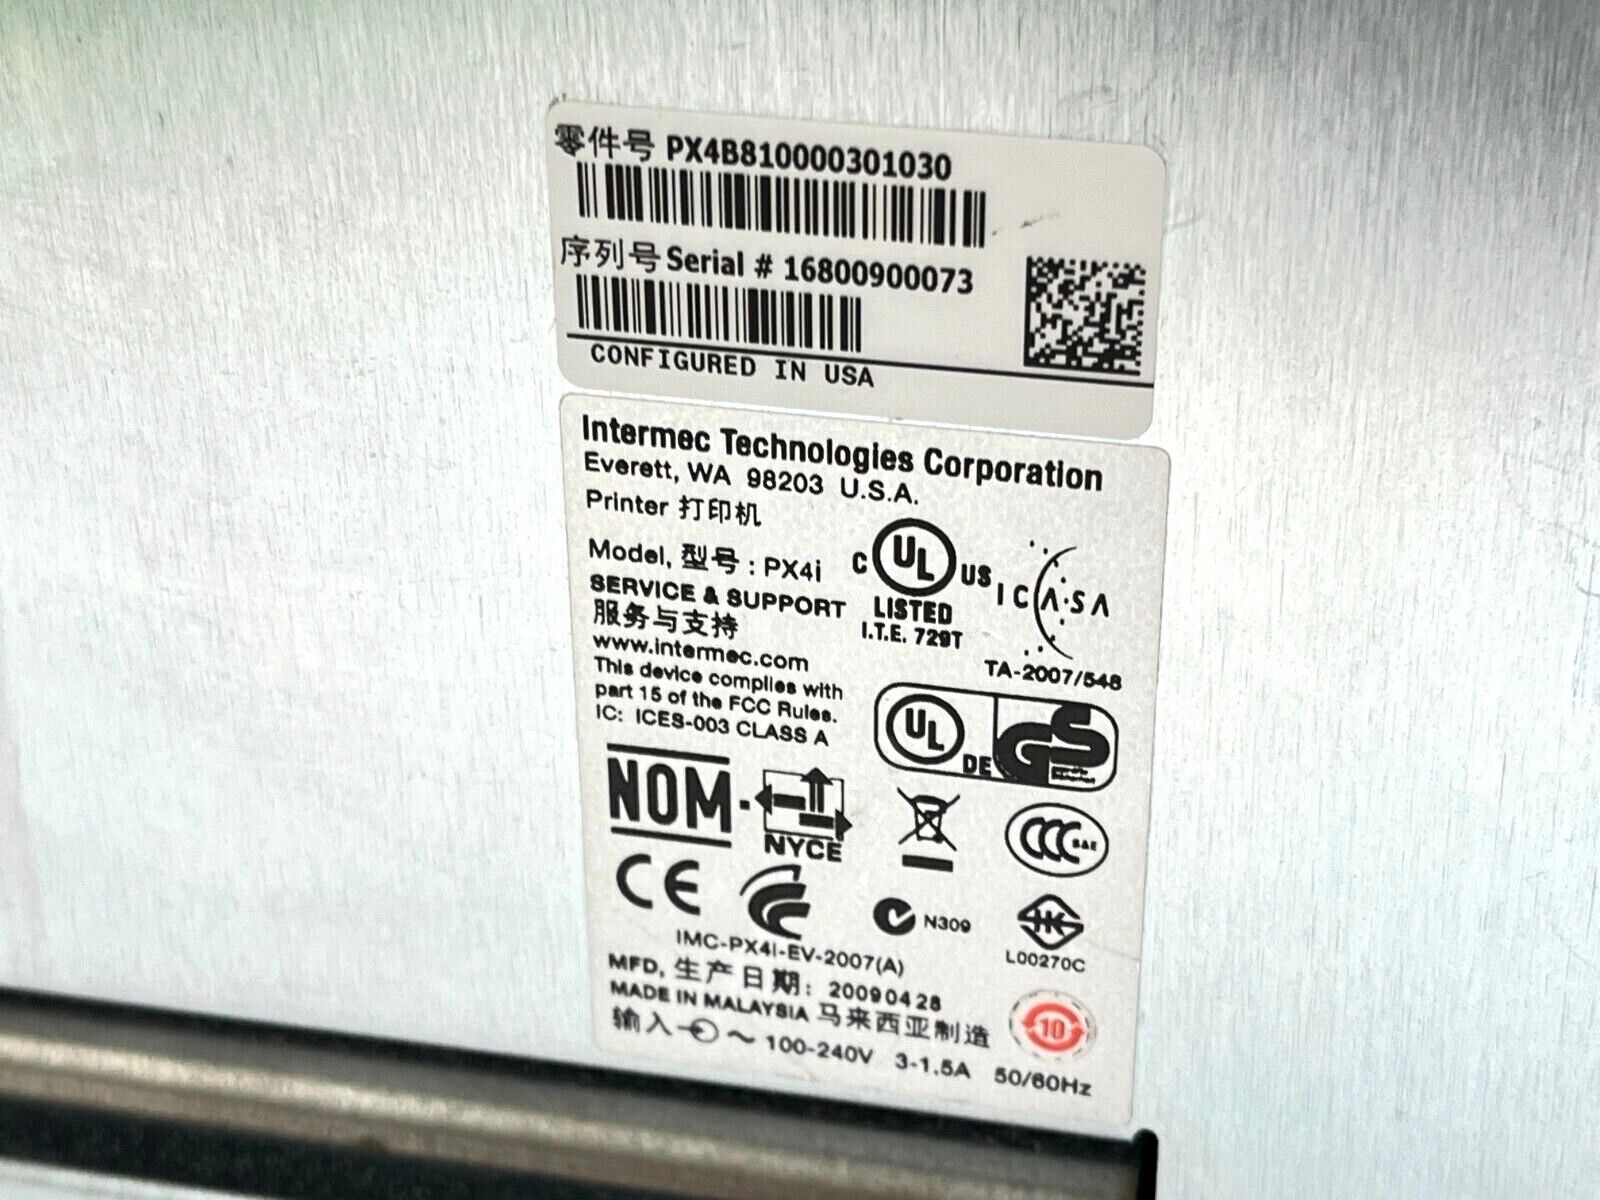 零件号 PX4B810000301030
序列号 Serial # 16800900073
CONFIGURED IN USA
Intermec Technologies Corporation
Everett, WA 98203 U.S.A.
Printer 打印机
Model, 型号 : PX4i
C UL US
LISTED
I.T.E. 729T
ICASA
TA-2007/548
SERVICE & SUPPORT
服务与支持
www.intermec.com
This device complies with
part 15 of the FCC Rules.
IC: ICES-003 CLASS A
UL DE GS
NOM. NYCE
CCC S&E
CE
N309
L00270C
IMC-PX4I-EV-2007(A)
MFD, 生产日期: 20090428
MADE IN MALAYSIA 马来西亚制造
10
输入 ~ 100-240V 3-1.5A 50/60Hz